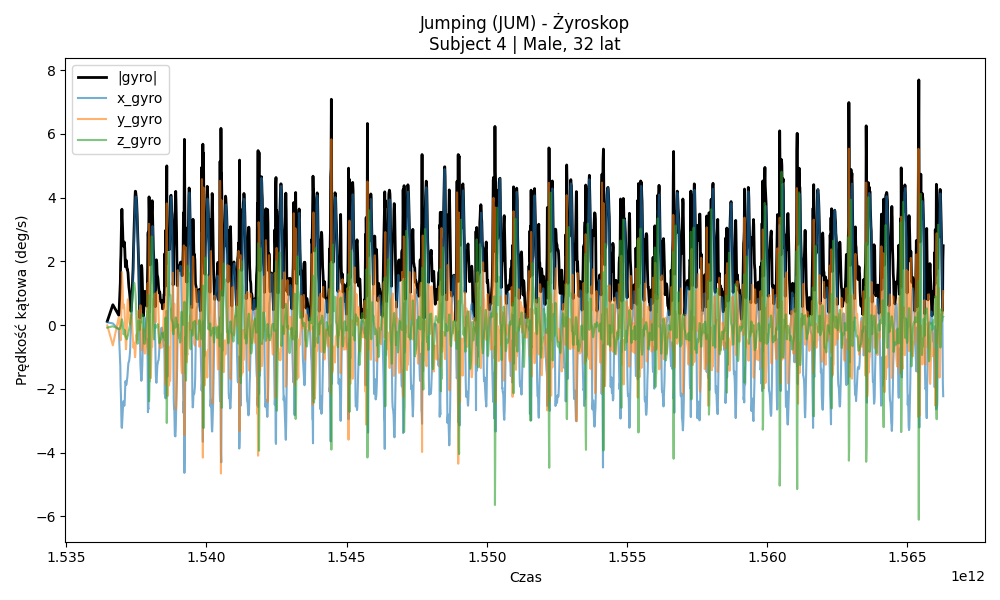 Jumping (JUM) - Żyroskop
Subject 4 | Male, 32 lat
|gyro|
x_gyro
y_gyro
z_gyro
Prędkość kątowa (deg/s)
8
6
4
2
0
−2
−4
−6
1.535
1.540
1.545
1.550
1.555
1.560
1.565
1e12
Czas